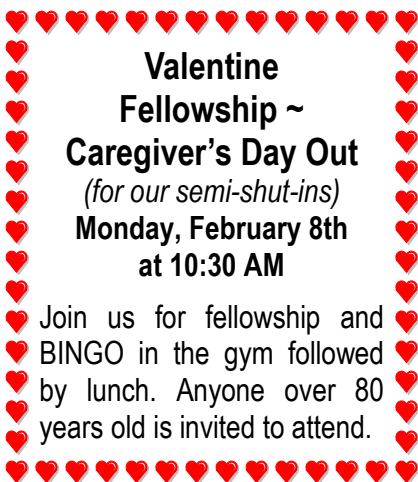 Valentine
Fellowship ~
Caregiver’s Day Out
(for our semi-shut-ins)
Monday, February 8th
at 10:30 AM
Join us for fellowship and
BINGO in the gym followed
by lunch. Anyone over 80
years old is invited to attend.